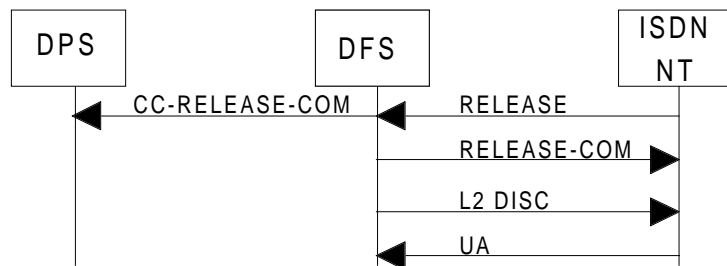 DPS
DFS
ISDN
NT
CC-RELEASE-COM
RELEASE
RELEASE-COM
L2 DISC
UA